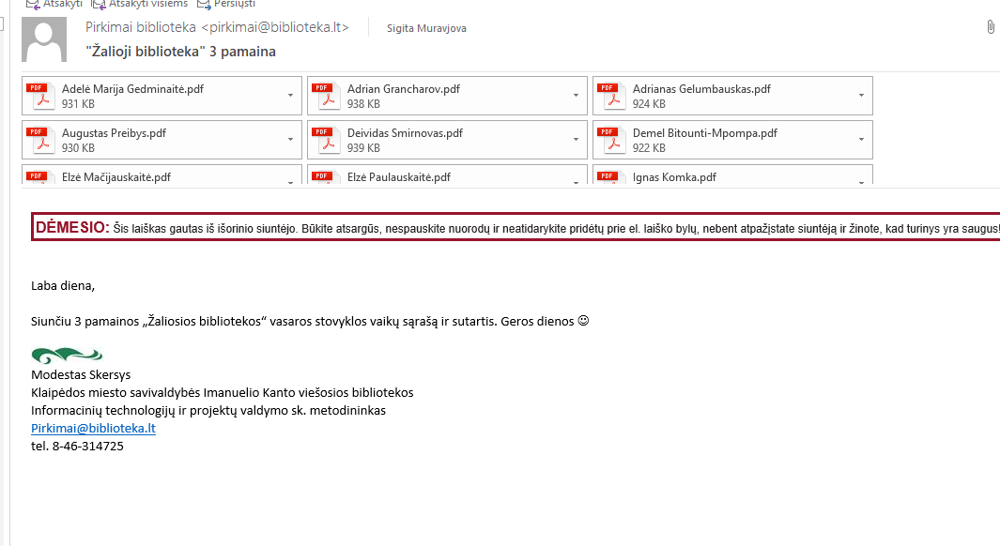 Atsakyti Atsakyti visiems Persiųsti
Pirkimai biblioteka <pirkimai@biblioteka.lt> Sigita Muravjova
"Žalioji biblioteka" 3 pamaina
PDF Adelė Marija Gedminaitė.pdf PDF Adrian Grancharov.pdf PDF Adrianas Gelumbauskas.pdf
931 KB 938 KB 924 KB
PDF Augustas Preibys.pdf PDF Deividas Smirnovas.pdf PDF Demel Bitounti-Mpompa.pdf
930 KB 939 KB 922 KB
PDF Elzė Mačijauskaitė.pdf PDF Elzė Paulauskaitė.pdf PDF Ignas Komka.pdf
DĖMESIO: Šis laiškas gautas iš išorinio siuntėjo. Būkite atsargūs, nespauskite nuorodų ir neatidarykite pridėtų prie el. laiško bylų, nebent atpažįstate siuntėją ir žinote, kad turinys yra saugus!
Laba diena,
Siunčiu 3 pamainos „Žaliosios bibliotekos“ vasaros stovyklos vaikų sąrašą ir sutartis. Geros dienos ☺
Modestas Skersys
Klaipėdos miesto savivaldybės Imanuelio Kanto viešosios bibliotekos
Informacinių technologijų ir projektų valdymo sk. metodininkas
Pirkimai@biblioteka.lt
tel. 8-46-314725